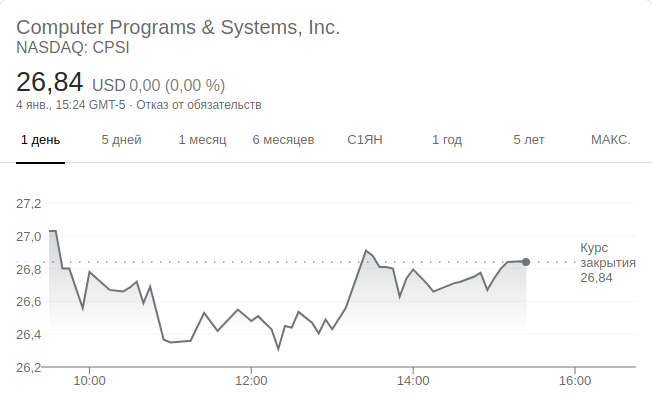 Computer Programs & Systems, Inc.
NASDAQ: CPSI
26,84 USD 0,00 (0,00 %)
4 янв., 15:24 GMT-5 · Отказ от обязательств
1 день 5 дней 1 месяц 6 месяцев С1ЯН 1 год 5 лет МАКС.
27,2
27,0
Курс
26,8 закрытия
26,84
26,6
26,4
26,2
10:00 12:00 14:00 16:00